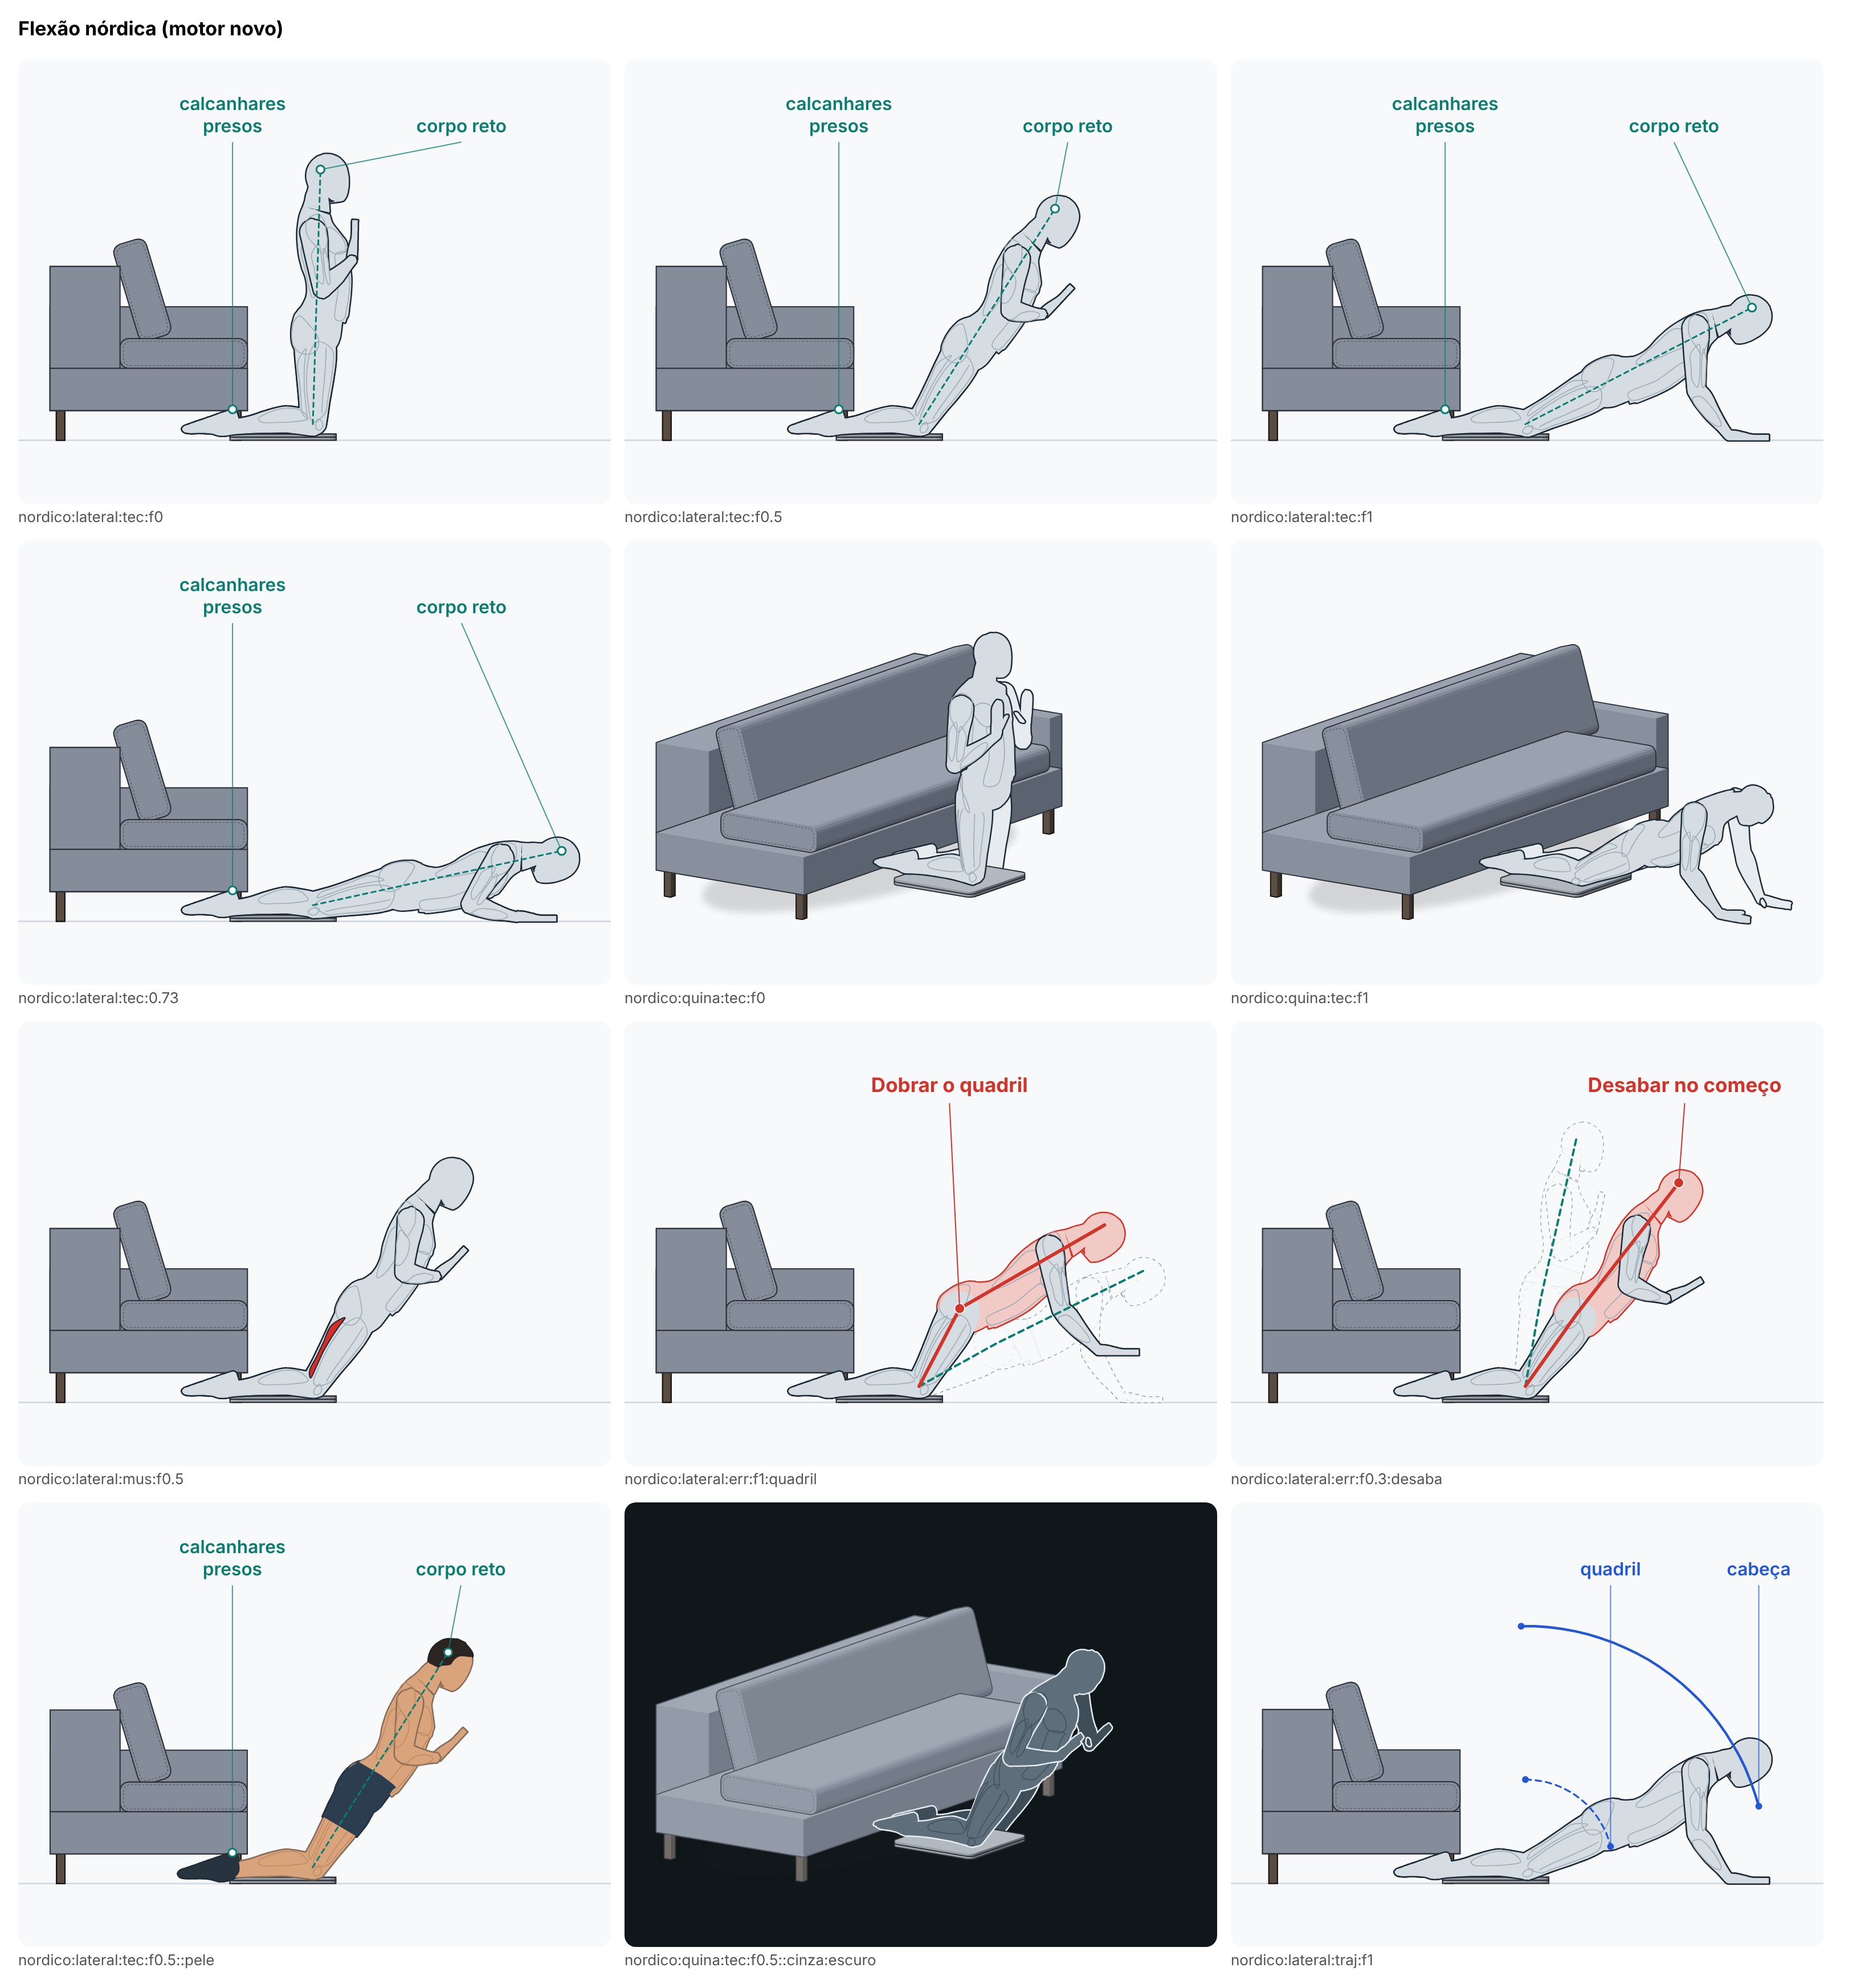 Flexão nórdica (motor novo)
calcanhares
presos
corpo reto
nordico:lateral:tec:f0
calcanhares
presos
corpo reto
nordico:lateral:tec:f0.5
calcanhares
presos
corpo reto
nordico:lateral:tec:f1
calcanhares
presos
corpo reto
nordico:lateral:tec:0.73
nordico:quina:tec:f0
nordico:quina:tec:f1
nordico:lateral:mus:f0.5
Dobrar o quadril
nordico:lateral:err:f1:quadril
Desabar no começo
nordico:lateral:err:f0.3:desaba
calcanhares
presos
corpo reto
nordico:lateral:tec:f0.5::pele
nordico:quina:tec:f0.5::cinza:escuro
quadril
cabeça
nordico:lateral:traj:f1